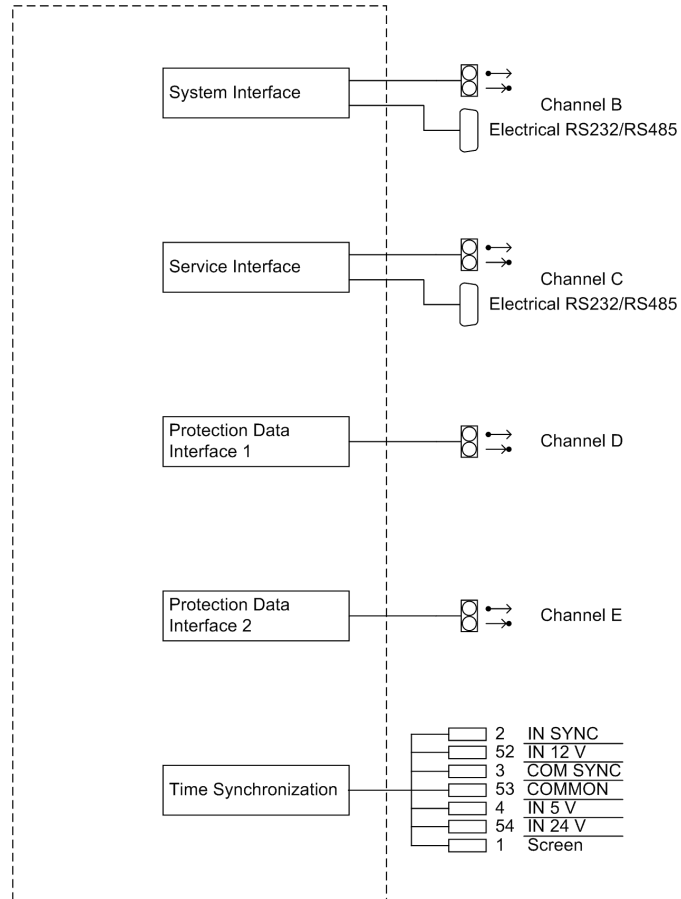 System Interface
Channel B
Electrical RS232/RS485
Service Interface
Channel C
Electrical RS232/RS485
Protection Data
Interface 1
Channel D
Protection Data
Interface 2
Channel E
Time Synchronization
2 IN SYNC
52 IN 12 V
3 COM SYNC
53 COMMON
4 IN 5 V
54 IN 24 V
1 Screen